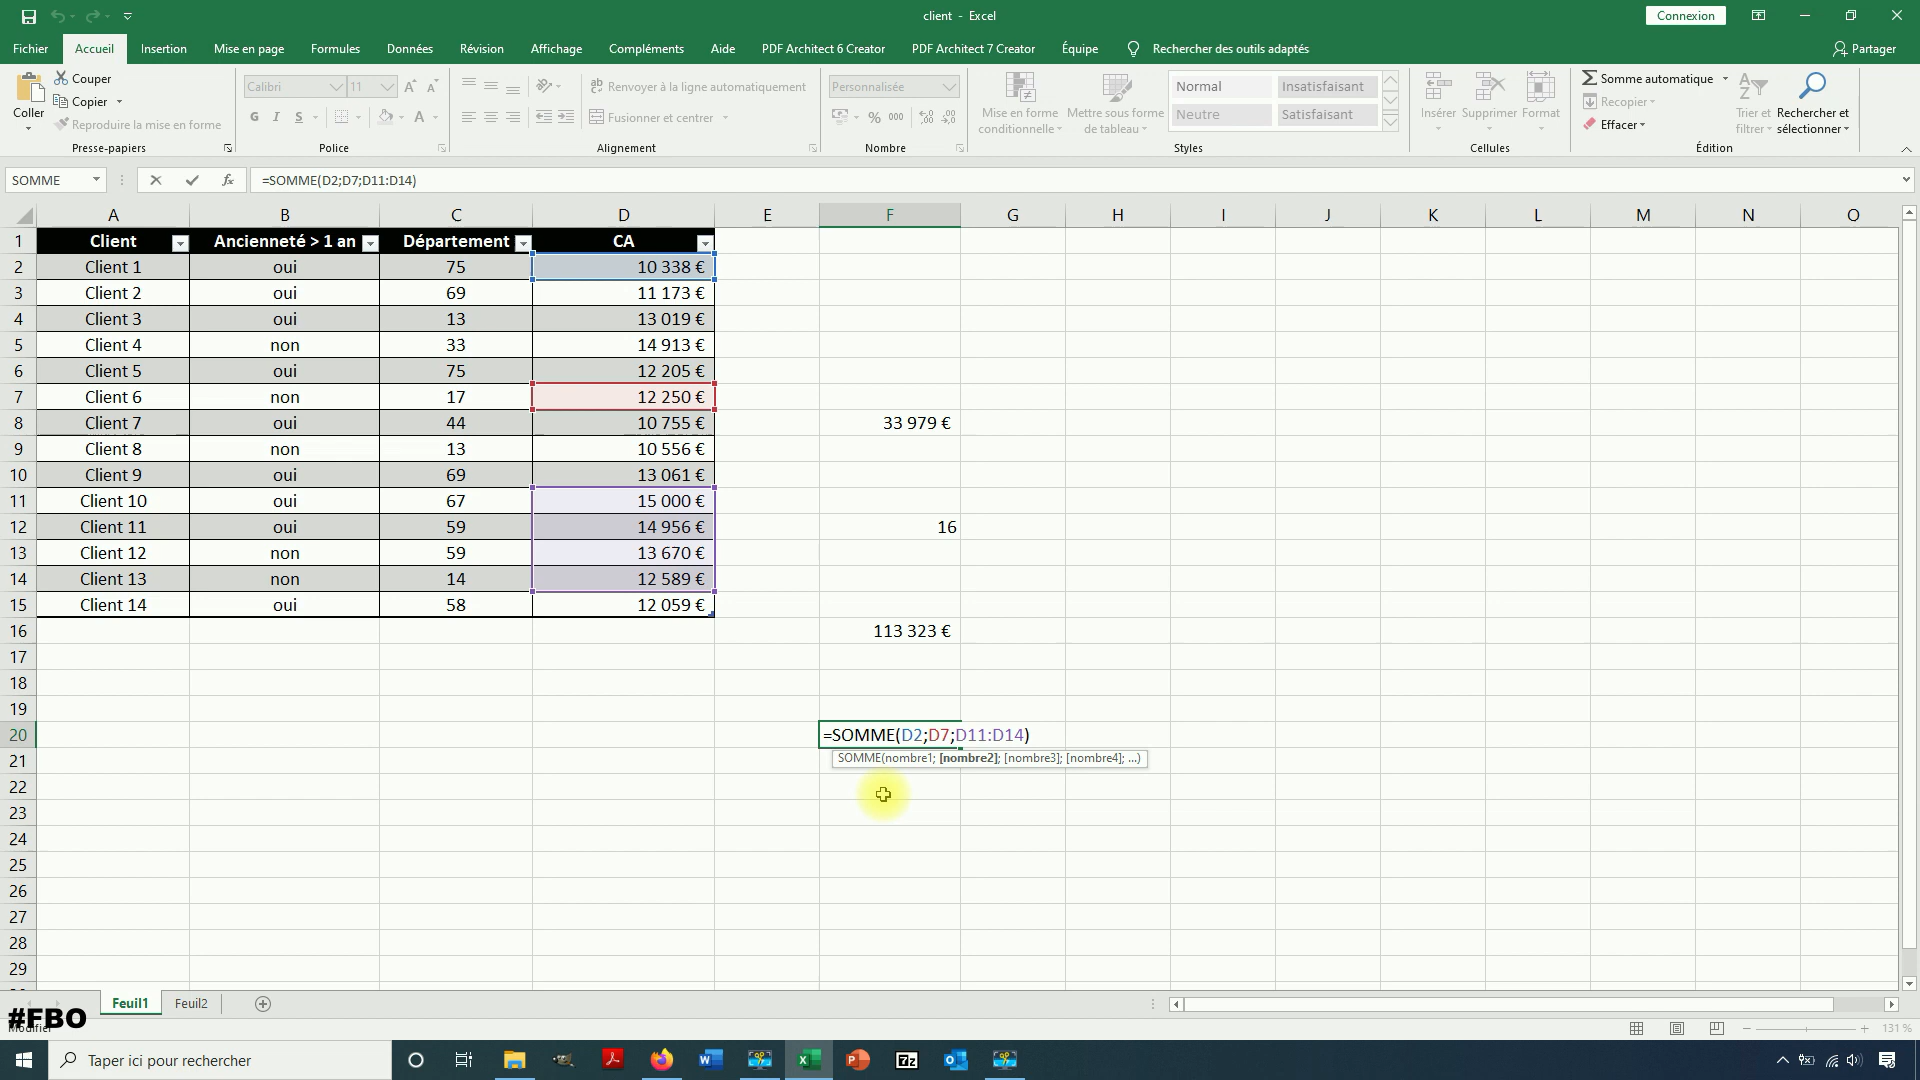 client - Excel
Connexion
Fichier Accueil Insertion Mise en page Formules Données Révision Affichage Compléments Aide PDF Architect 6 Creator PDF Architect 7 Creator Équipe Rechercher des outils adaptés Partager
Coller
Couper
Copier
Reproduire la mise en forme
Presse-papiers
Calibri 11
G I S
Police
Renvoyer à la ligne automatiquement
Fusionner et centrer
Alignement
Personnalisée
% 000
Nombre
Mise en forme conditionnelle
Mettre sous forme de tableau
Normal Insatisfaisant
Neutre Satisfaisant
Styles
Insérer Supprimer Format
Cellules
Somme automatique
Recopier
Effacer
Trier et filtrer
Rechercher et sélectionner
Édition
SOMME fx =SOMME(D2;D7;D11:D14)
A B C D E F G H I J K L M N O
1 Client Ancienneté > 1 an Département CA
2 Client 1 oui 75 10 338 €
3 Client 2 oui 69 11 173 €
4 Client 3 oui 13 13 019 €
5 Client 4 non 33 14 913 €
6 Client 5 oui 75 12 205 €
7 Client 6 non 17 12 250 €
8 Client 7 oui 44 10 755 € 33 979 €
9 Client 8 non 13 10 556 €
10 Client 9 oui 69 13 061 €
11 Client 10 oui 67 15 000 €
12 Client 11 oui 59 14 956 € 16
13 Client 12 non 59 13 670 €
14 Client 13 non 14 12 589 €
15 Client 14 oui 58 12 059 €
16 113 323 €
17
18
19
20 =SOMME(D2;D7;D11:D14)
21 SOMME(nombre1; [nombre2]; [nombre3]; [nombre4]; ...)
22
23
24
25
26
27
28
29
Feuil1 Feuil2
#FBO
Modifier
131 %
Taper ici pour rechercher